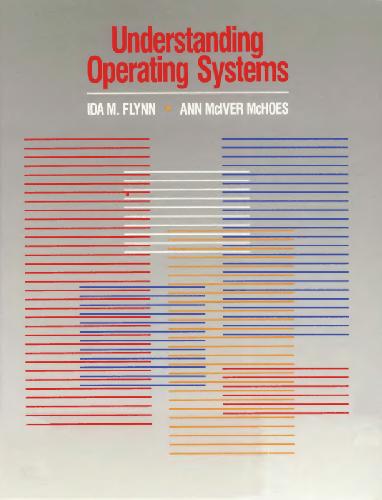 Understanding
Operating Systems
IDA M. FLYNN • ANN McIVER McHOES